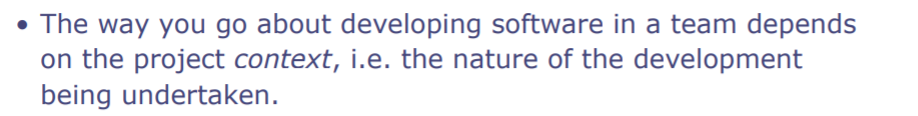 • The way you go about developing software in a team depends
on the project context, i.e. the nature of the development
being undertaken.